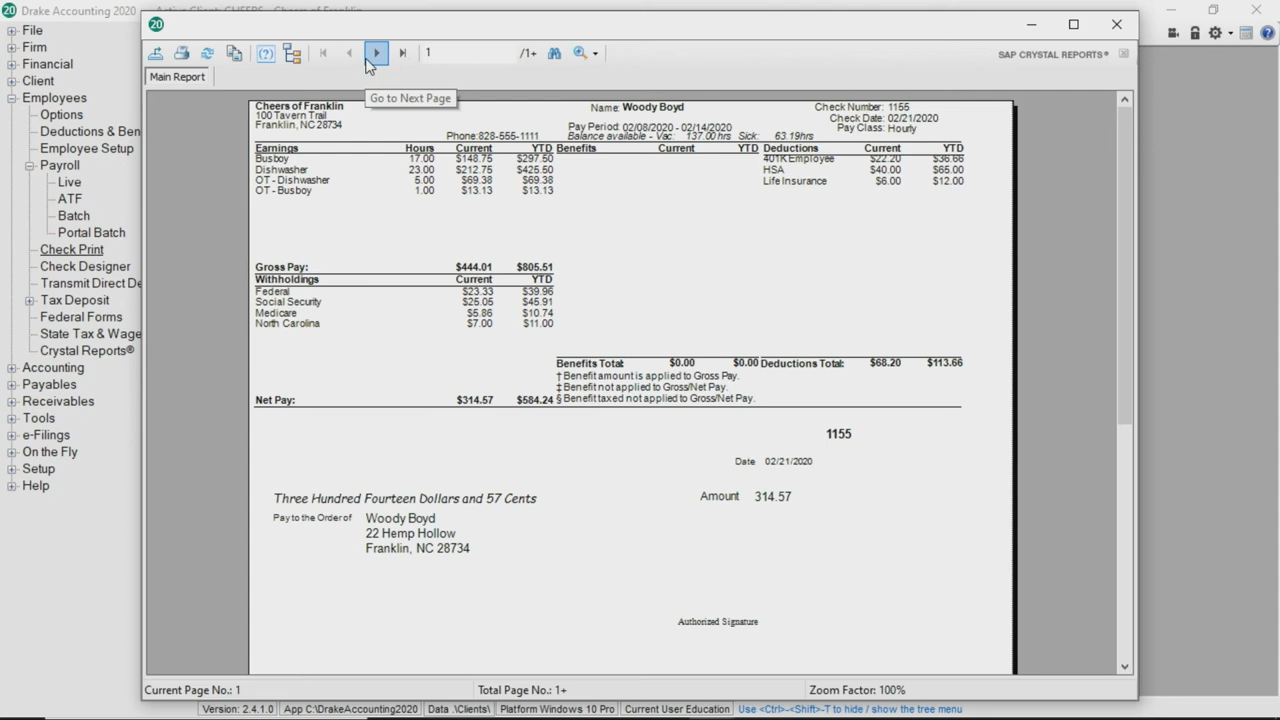 20 Drake Accounting 2020 - Active Client: CHEERS - Cheers of Franklin
20
File
Firm
Financial
Client
Employees
Options
Deductions & Ben
Employee Setup
Payroll
Live
ATF
Batch
Portal Batch
Check Print
Check Designer
Transmit Direct De
Tax Deposit
Federal Forms
State Tax & Wage
Crystal Reports®
Accounting
Payables
Receivables
Tools
e-Filings
On the Fly
Setup
Help
1 /1+
SAP CRYSTAL REPORTS®
Main Report
Go to Next Page
Cheers of Franklin Name: Woody Boyd Check Number: 1155
100 Tavern Trail Check Date: 02/21/2020
Franklin, NC 28734 Pay Period: 02/08/2020 - 02/14/2020 Pay Class: Hourly
Phone:828-555-1111 Balance available - Vac: 137.00hrs Sick: 63.19hrs
Earnings Hours Current YTD Benefits Current YTD Deductions Current YTD
Busboy 17.00 $148.75 $297.50 401K Employee $22.20 $36.66
Dishwasher 23.00 $212.75 $425.50 HSA $40.00 $65.00
OT - Dishwasher 5.00 $69.38 $69.38 Life Insurance $6.00 $12.00
OT - Busboy 1.00 $13.13 $13.13
Gross Pay: $444.01 $805.51
Withholdings Current YTD
Federal $23.33 $39.96
Social Security $25.05 $45.91
Medicare $5.86 $10.74
North Carolina $7.00 $11.00
Benefits Total: $0.00 $0.00 Deductions Total: $68.20 $113.66
† Benefit amount is applied to Gross Pay.
‡ Benefit not applied to Gross/Net Pay.
Net Pay: $314.57 $584.24 § Benefit taxed not applied to Gross/Net Pay.
1155
Date 02/21/2020
Three Hundred Fourteen Dollars and 57 Cents Amount 314.57
Pay to the Order of Woody Boyd
22 Hemp Hollow
Franklin, NC 28734
Authorized Signature
Current Page No.: 1 Total Page No.: 1+ Zoom Factor: 100%
Version: 2.4.1.0 App C:\DrakeAccounting2020 Data .\Clients\ Platform Windows 10 Pro Current User Education Use <Ctrl>-<Shift>-T to hide / show the tree menu